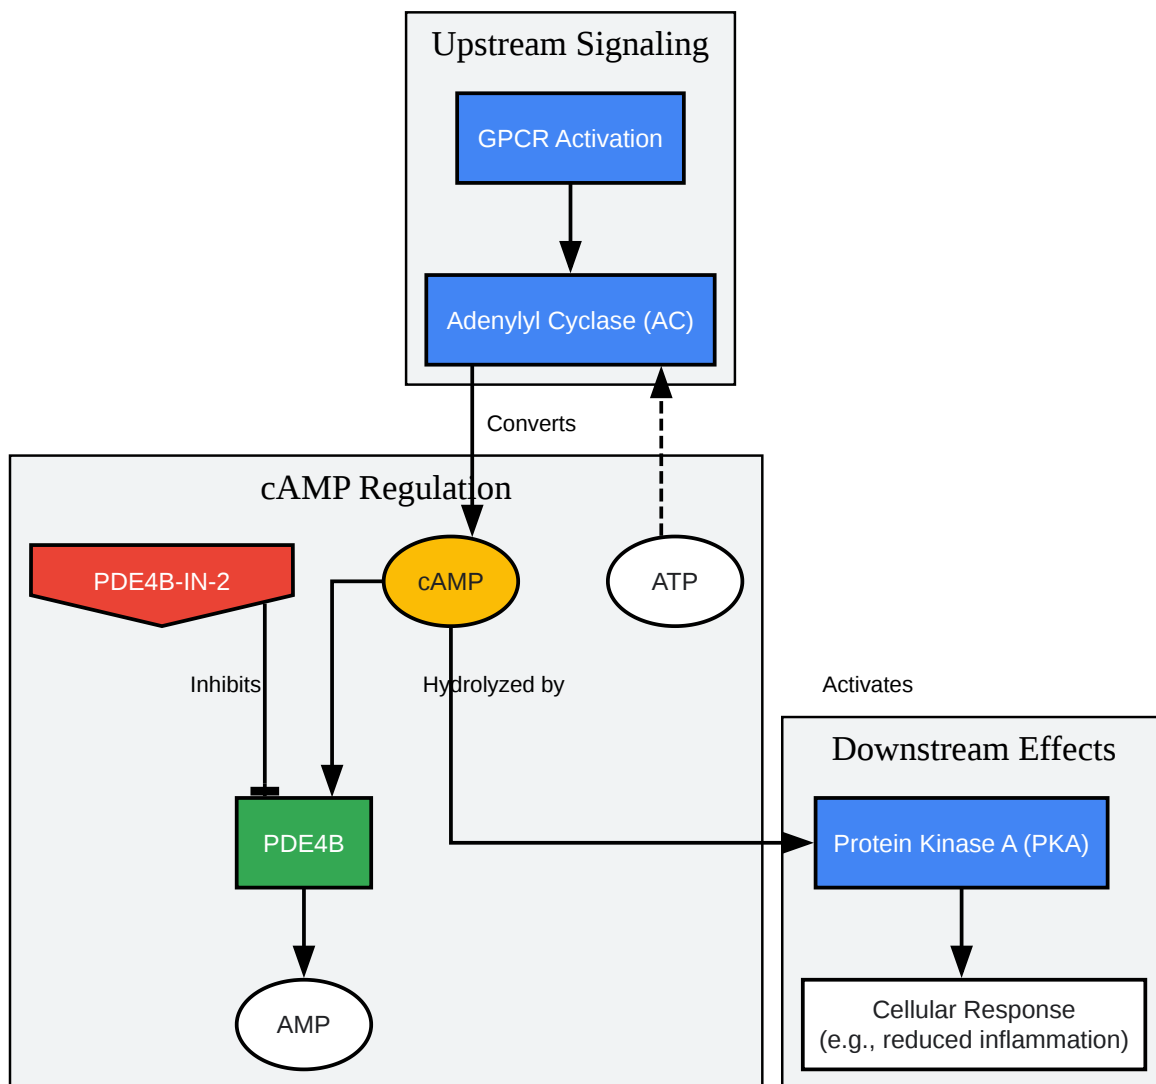 Upstream Signaling
GPCR Activation
Adenylyl Cyclase (AC)
Converts
cAMP Regulation
PDE4B-IN-2
cAMP
ATP
Inhibits
Hydrolyzed by
Activates
Downstream Effects
PDE4B
Protein Kinase A (PKA)
AMP
Cellular Response
(e.g., reduced inflammation)